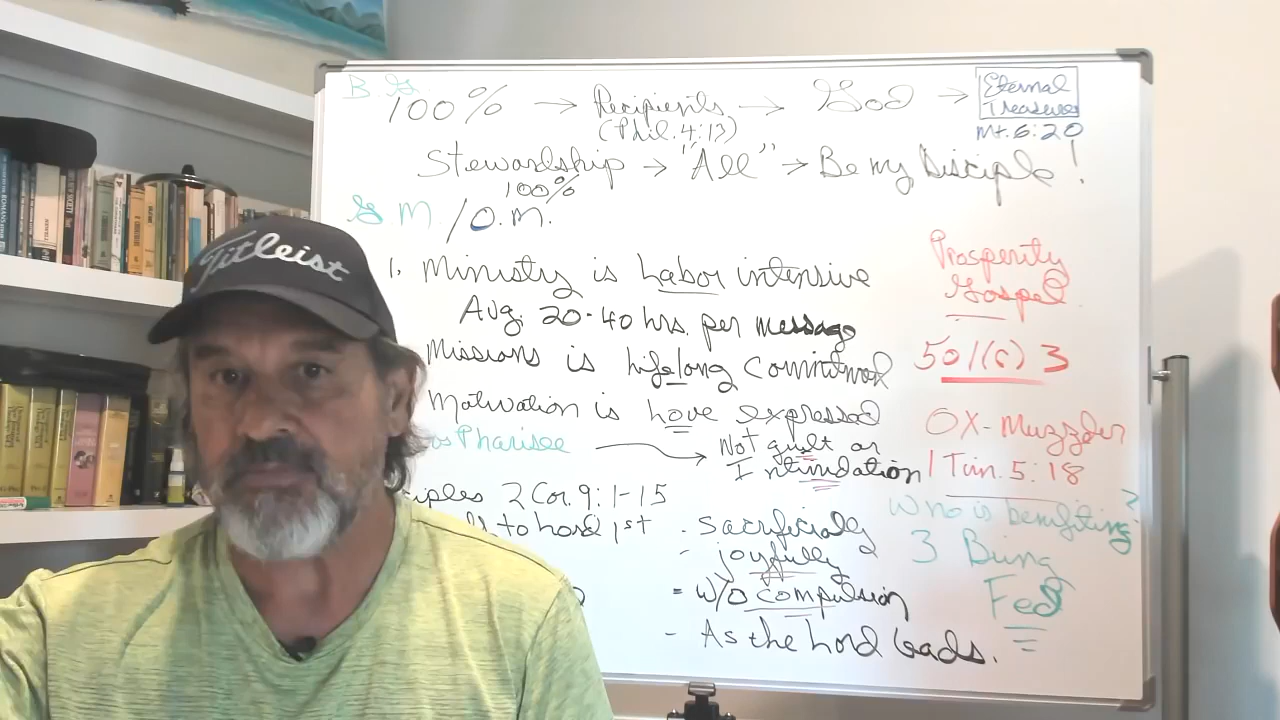 B G.
100% → Recipients → God → Eternal Treasures
(Phil. 4:17) Mt. 6:20
Stewardship → "All" → Be my Disciple!
100%
G M / O.M.
1. Ministry is Labor intensive
Avg. 20-40 hrs. per message
Missions is lifelong Commitment
Motivation is Love expressed
Pharisee → Not guilt or
Intimidation
2 Cor. 9:1-15
to Lord 1st
- Sacrificially
- joyfully
= w/o compulsion
- As the Lord Leads.
Prosperity
Gospel
501(c)3
OX-Muzzler
1 Tim. 5:18
Who is benefiting?
3 Being
Fed
Titleist